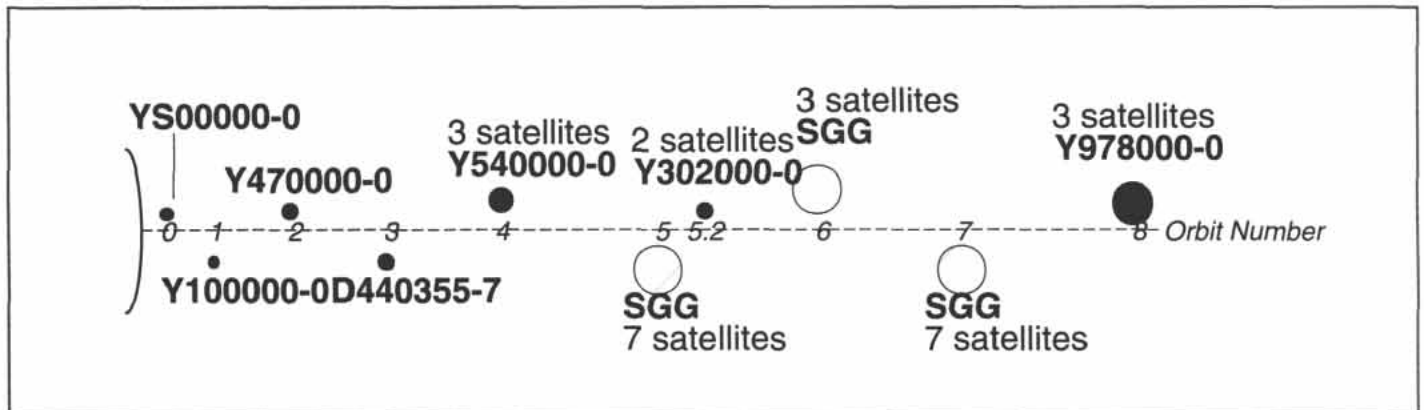 3 satellites
SGG
3 satellites
Y978000-0
YS00000-0
3 satellites
Y540000-0
2 satellites
Y302000-0
Y470000-0
0 1 2 3 4 5 5.2 6 7 8 Orbit Number
Y100000-0
D440355-7
SGG
7 satellites
SGG
7 satellites